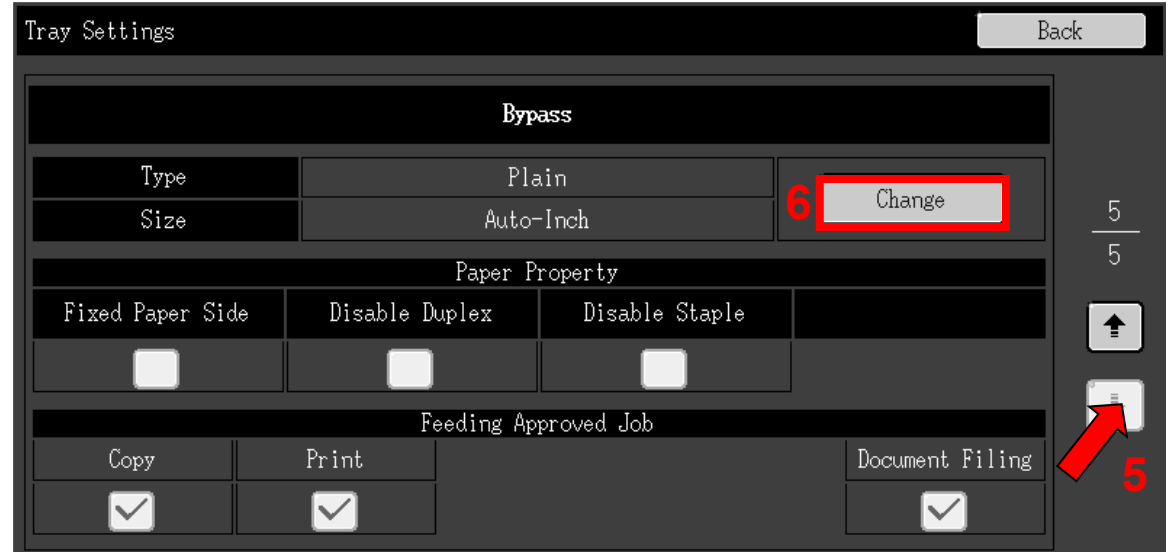 Tray Settings
Back
Bypass
Type
Plain
6
Change
Size
Auto-Inch
5
5
Paper Property
Fixed Paper Side
Disable Duplex
Disable Staple
Feeding Approved Job
Copy
Print
Document Filing
5